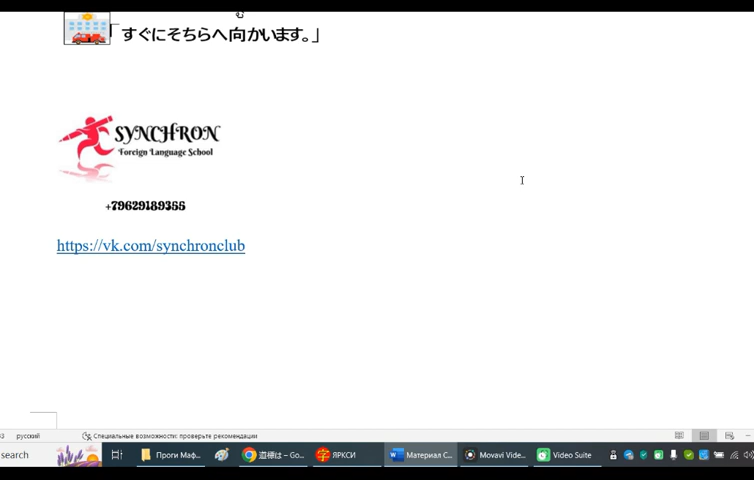 「すぐにそちらへ向かいます。」
SYNCHRON
Foreign Language School
+79629189355
https://vk.com/synchronclub
русский
Специальные возможности: проверьте рекомендации
search
Проги Маф...
道標は – Go...
ЯРКСИ
Материал С...
Movavi Vide...
Video Suite